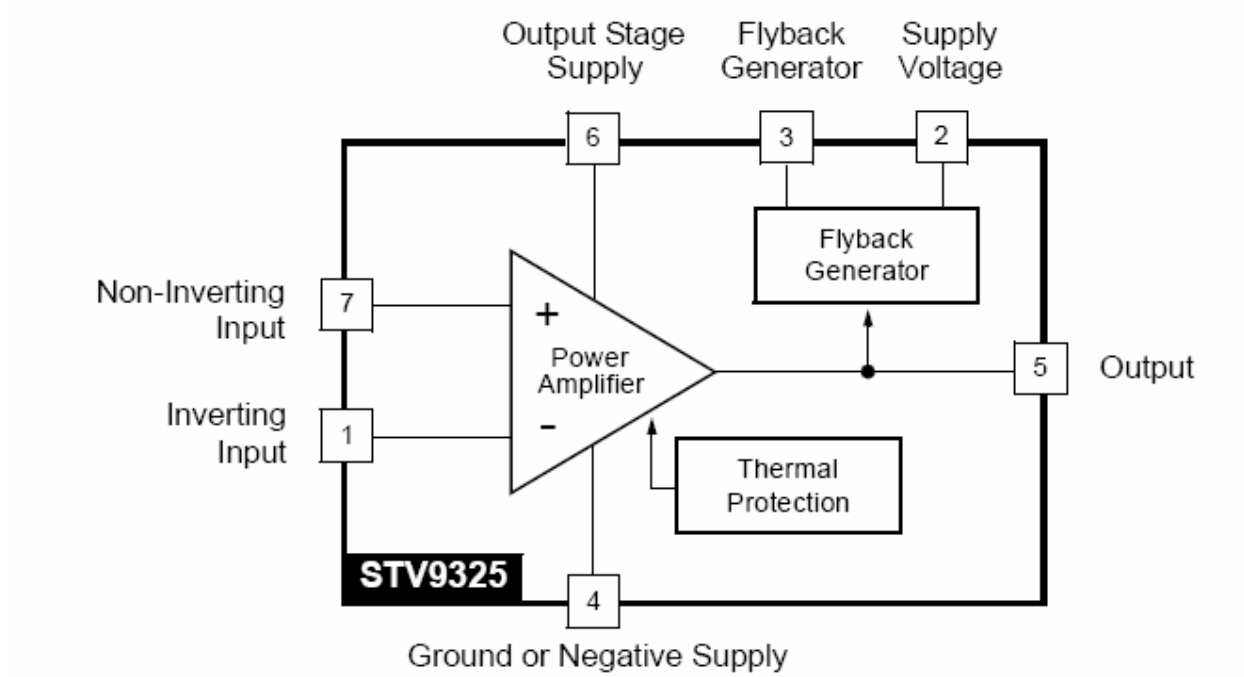 Output Stage
Supply
Flyback
Generator
Supply
Voltage
6
3
2
Flyback
Generator
Non-Inverting
Input
7
+
Power
Amplifier
5
Output
Inverting
Input
1
-
Thermal
Protection
STV9325
4
Ground or Negative Supply